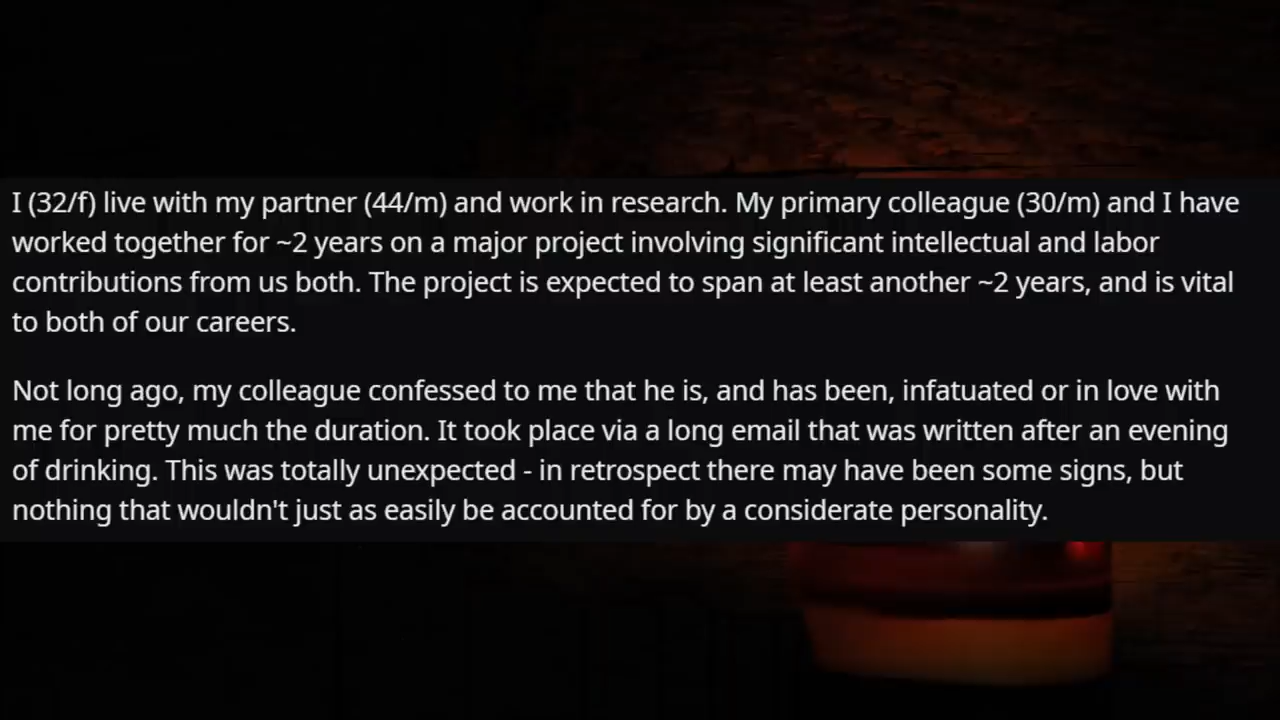 I (32/f) live with my partner (44/m) and work in research. My primary colleague (30/m) and I have
worked together for ~2 years on a major project involving significant intellectual and labor
contributions from us both. The project is expected to span at least another ~2 years, and is vital
to both of our careers.
Not long ago, my colleague confessed to me that he is, and has been, infatuated or in love with
me for pretty much the duration. It took place via a long email that was written after an evening
of drinking. This was totally unexpected - in retrospect there may have been some signs, but
nothing that wouldn't just as easily be accounted for by a considerate personality.